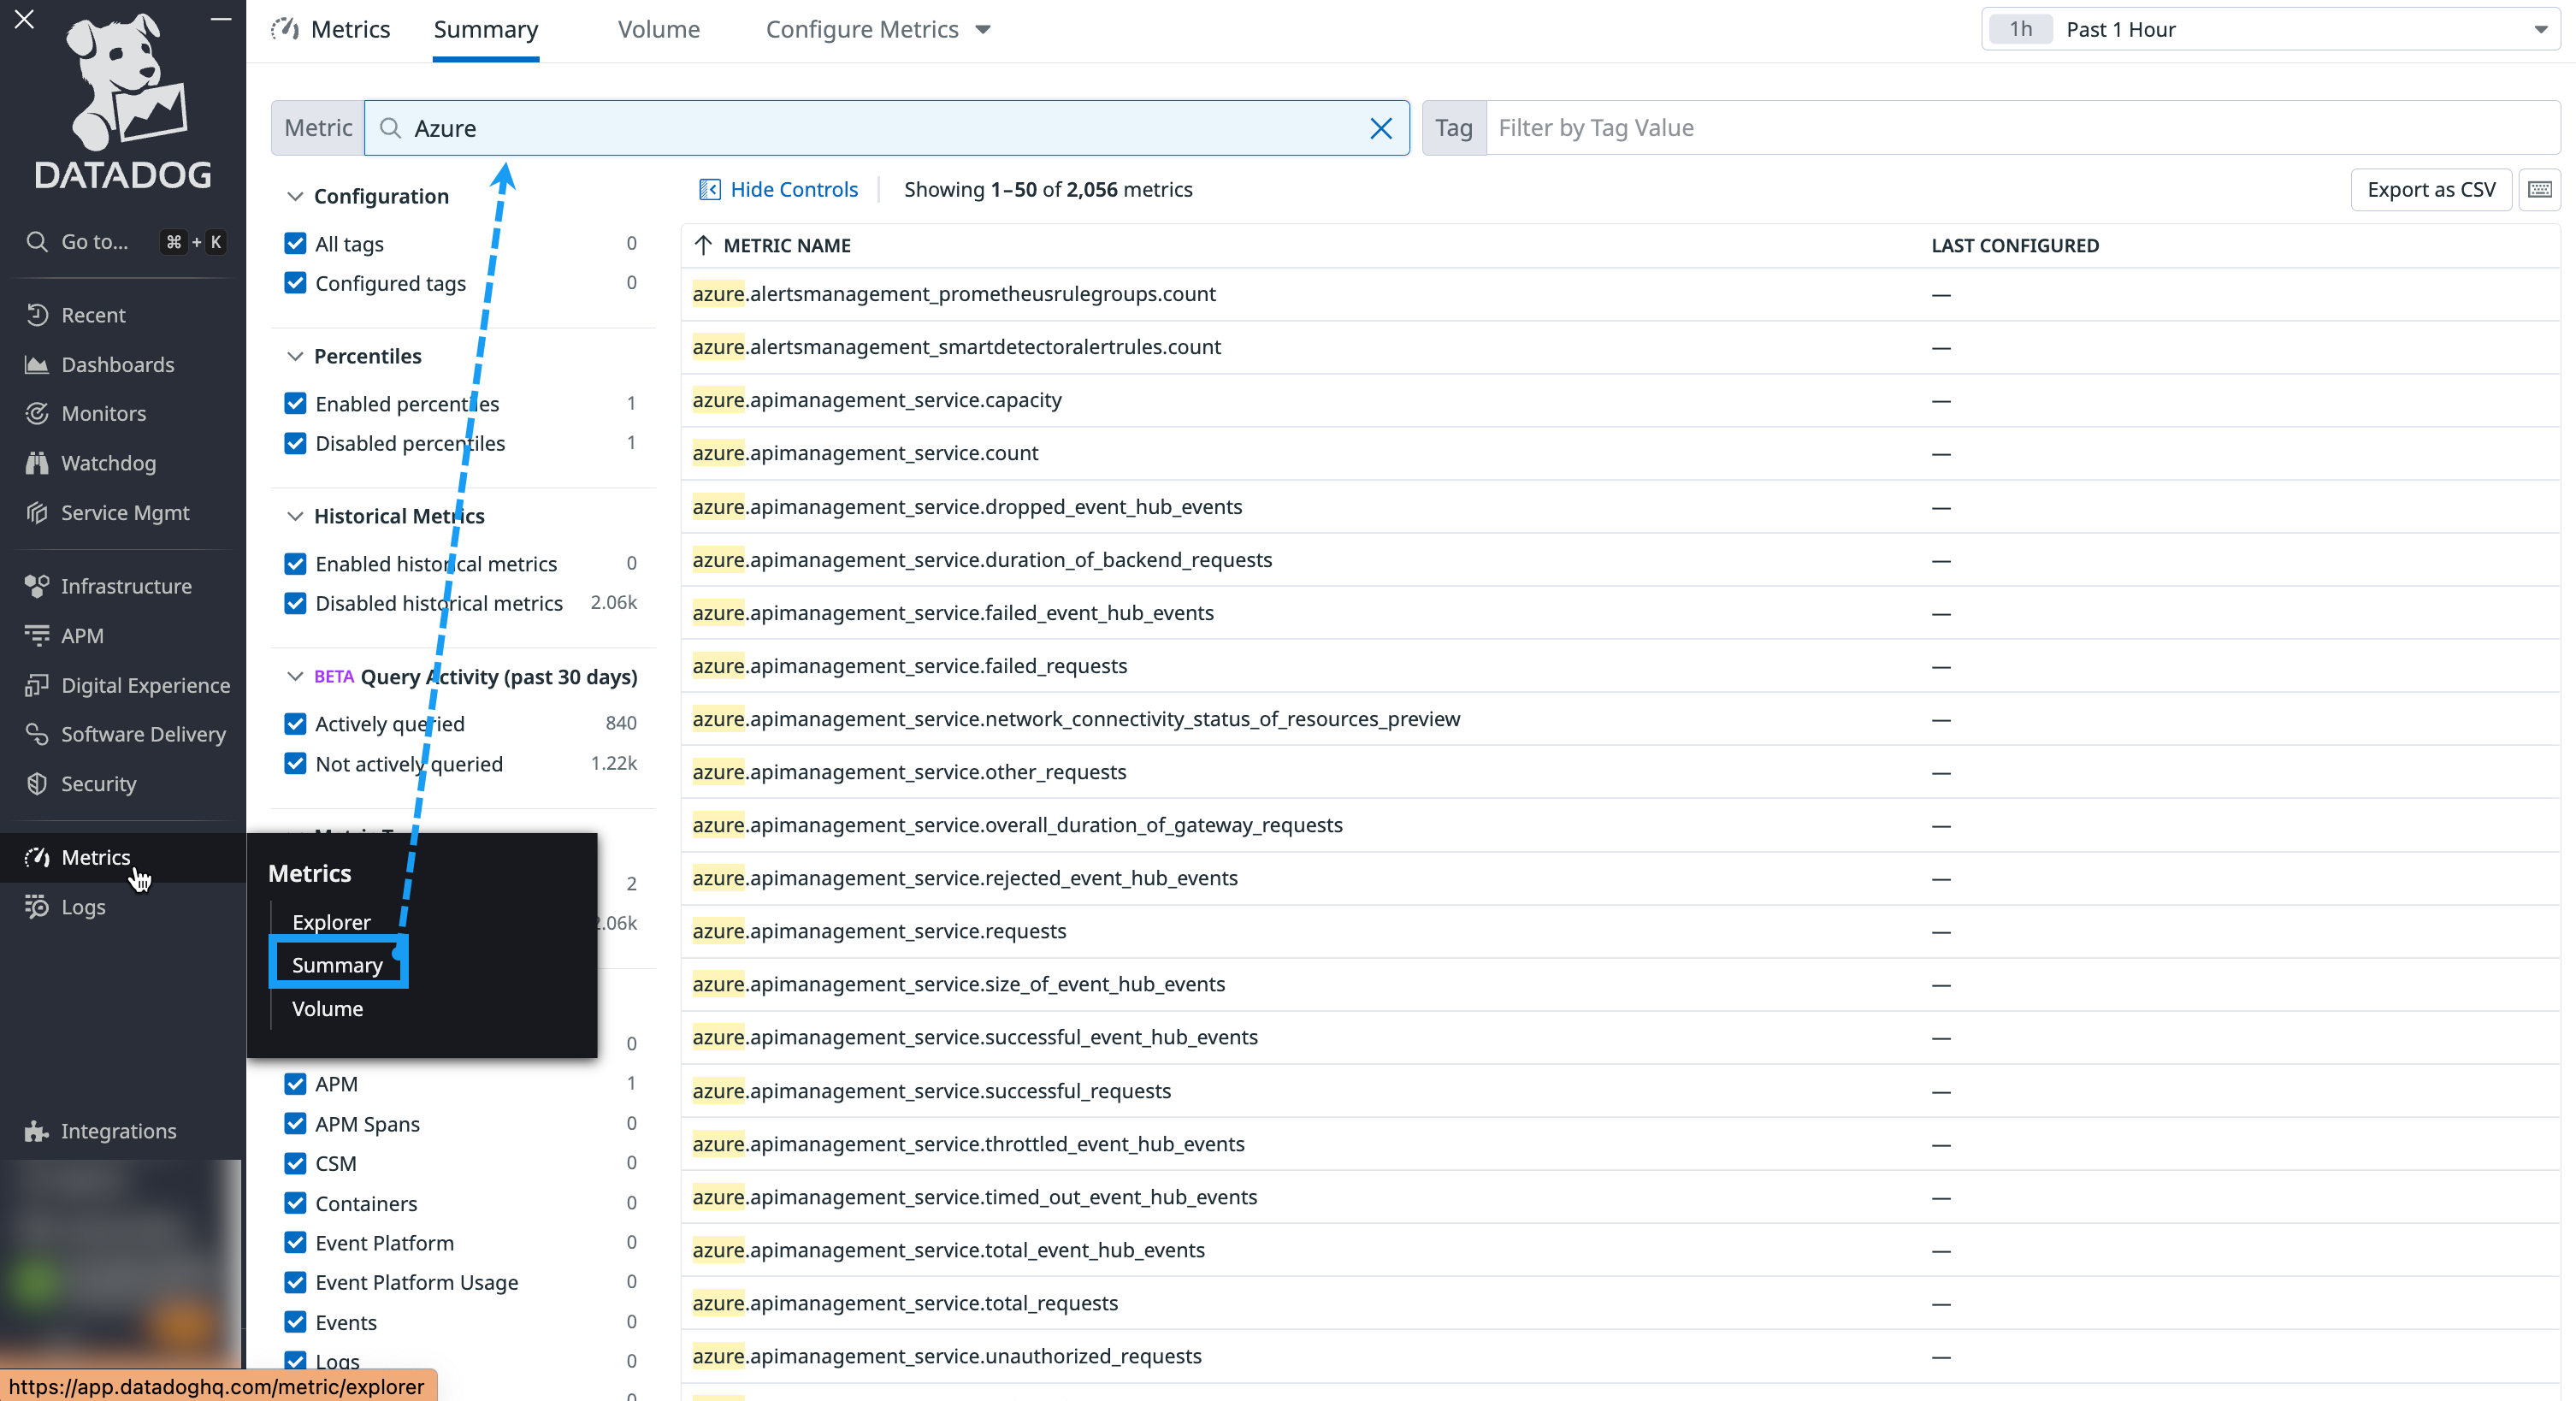 DATADOG
Go to... ⌘ + K
Recent
Dashboards
Monitors
Watchdog
Service Mgmt
Infrastructure
APM
Digital Experience
Software Delivery
Security
Metrics
Logs
Integrations
Metrics
Explorer
Summary
Volume
https://app.datadoghq.com/metric/explorer
Metrics Summary Volume Configure Metrics
1h Past 1 Hour
Metric Azure
Tag Filter by Tag Value
Configuration
All tags 0
Configured tags 0
Percentiles
Enabled percentiles 1
Disabled percentiles 1
Historical Metrics
Enabled historical metrics 0
Disabled historical metrics 2.06k
BETA Query Activity (past 30 days)
Actively queried 840
Not actively queried 1.22k
2
2.06k
0
APM 1
APM Spans 0
CSM 0
Containers 0
Event Platform 0
Event Platform Usage 0
Events 0
Logs 0
Hide Controls Showing 1–50 of 2,056 metrics
Export as CSV
METRIC NAME LAST CONFIGURED
azure.alertsmanagement_prometheusrulegroups.count —
azure.alertsmanagement_smartdetectoralertrules.count —
azure.apimanagement_service.capacity —
azure.apimanagement_service.count —
azure.apimanagement_service.dropped_event_hub_events —
azure.apimanagement_service.duration_of_backend_requests —
azure.apimanagement_service.failed_event_hub_events —
azure.apimanagement_service.failed_requests —
azure.apimanagement_service.network_connectivity_status_of_resources_preview —
azure.apimanagement_service.other_requests —
azure.apimanagement_service.overall_duration_of_gateway_requests —
azure.apimanagement_service.rejected_event_hub_events —
azure.apimanagement_service.requests —
azure.apimanagement_service.size_of_event_hub_events —
azure.apimanagement_service.successful_event_hub_events —
azure.apimanagement_service.successful_requests —
azure.apimanagement_service.throttled_event_hub_events —
azure.apimanagement_service.timed_out_event_hub_events —
azure.apimanagement_service.total_event_hub_events —
azure.apimanagement_service.total_requests —
azure.apimanagement_service.unauthorized_requests —